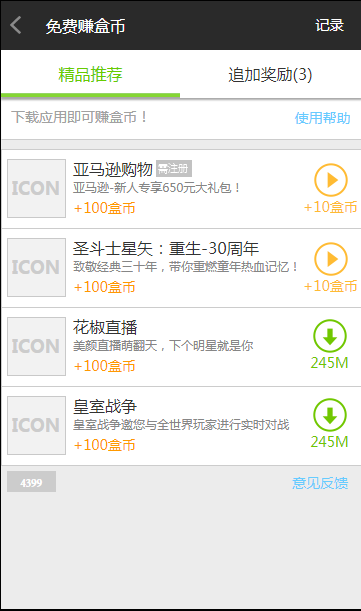 免费赚盒币
记录
精品推荐
追加奖励(3)
下载应用即可赚盒币！
使用帮助
ICON
亚马逊购物 需注册
亚马逊-新人专享650元大礼包！
+100盒币
+10盒币
ICON
圣斗士星矢：重生-30周年
致敬经典三十年，带你重燃童年热血记忆！
+100盒币
+10盒币
ICON
花椒直播
美颜直播萌翻天，下个明星就是你
+100盒币
245M
ICON
皇室战争
皇室战争邀您与全世界玩家进行实时对战
+100盒币
245M
4399
意见反馈